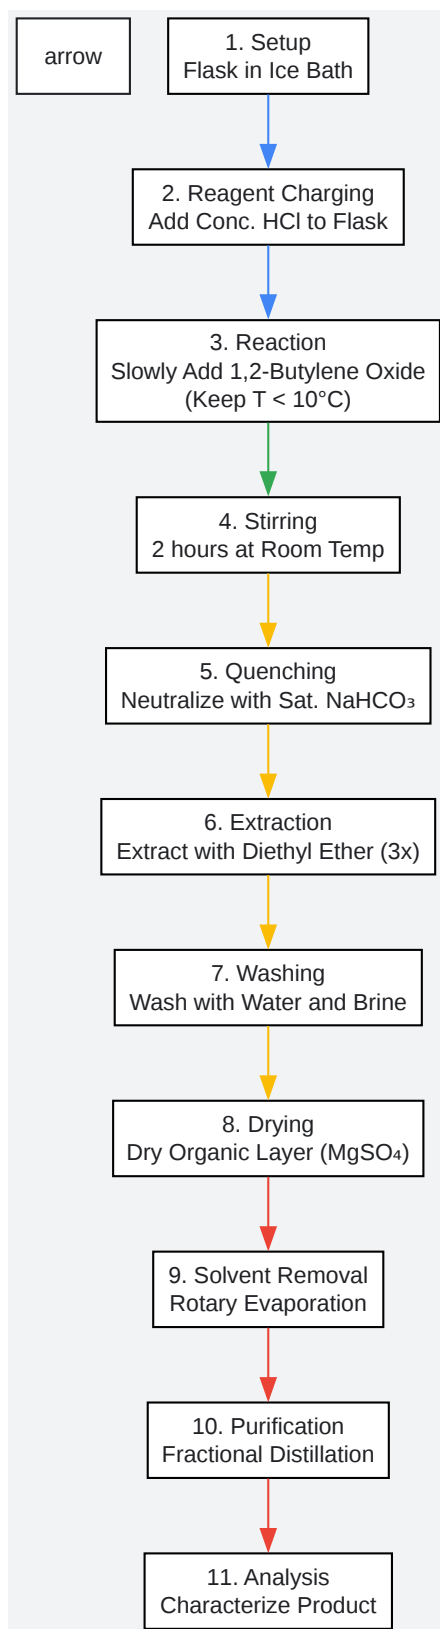 arrow
1. Setup
Flask in Ice Bath
2. Reagent Charging
Add Conc. HCl to Flask
3. Reaction
Slowly Add 1,2-Butylene Oxide
(Keep T < 10°C)
4. Stirring
2 hours at Room Temp
5. Quenching
Neutralize with Sat. NaHCO₃
6. Extraction
Extract with Diethyl Ether (3x)
7. Washing
Wash with Water and Brine
8. Drying
Dry Organic Layer (MgSO₄)
9. Solvent Removal
Rotary Evaporation
10. Purification
Fractional Distillation
11. Analysis
Characterize Product